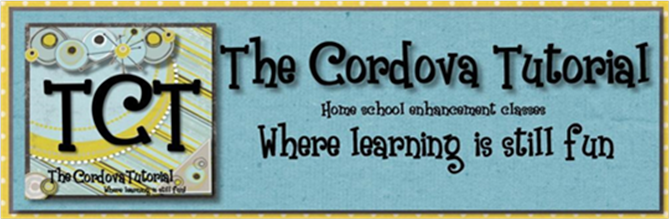 TCT
The Cordova Tutorial
Where learning is still fun!
The Cordova Tutorial
Home school enhancement classes
Where learning is still fun